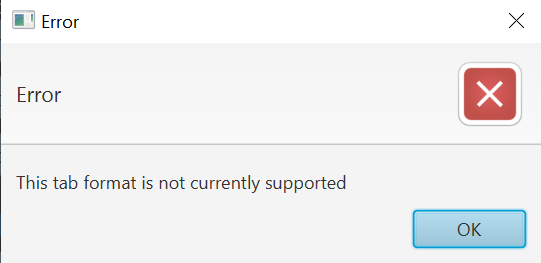 Error
Error
This tab format is not currently supported
OK